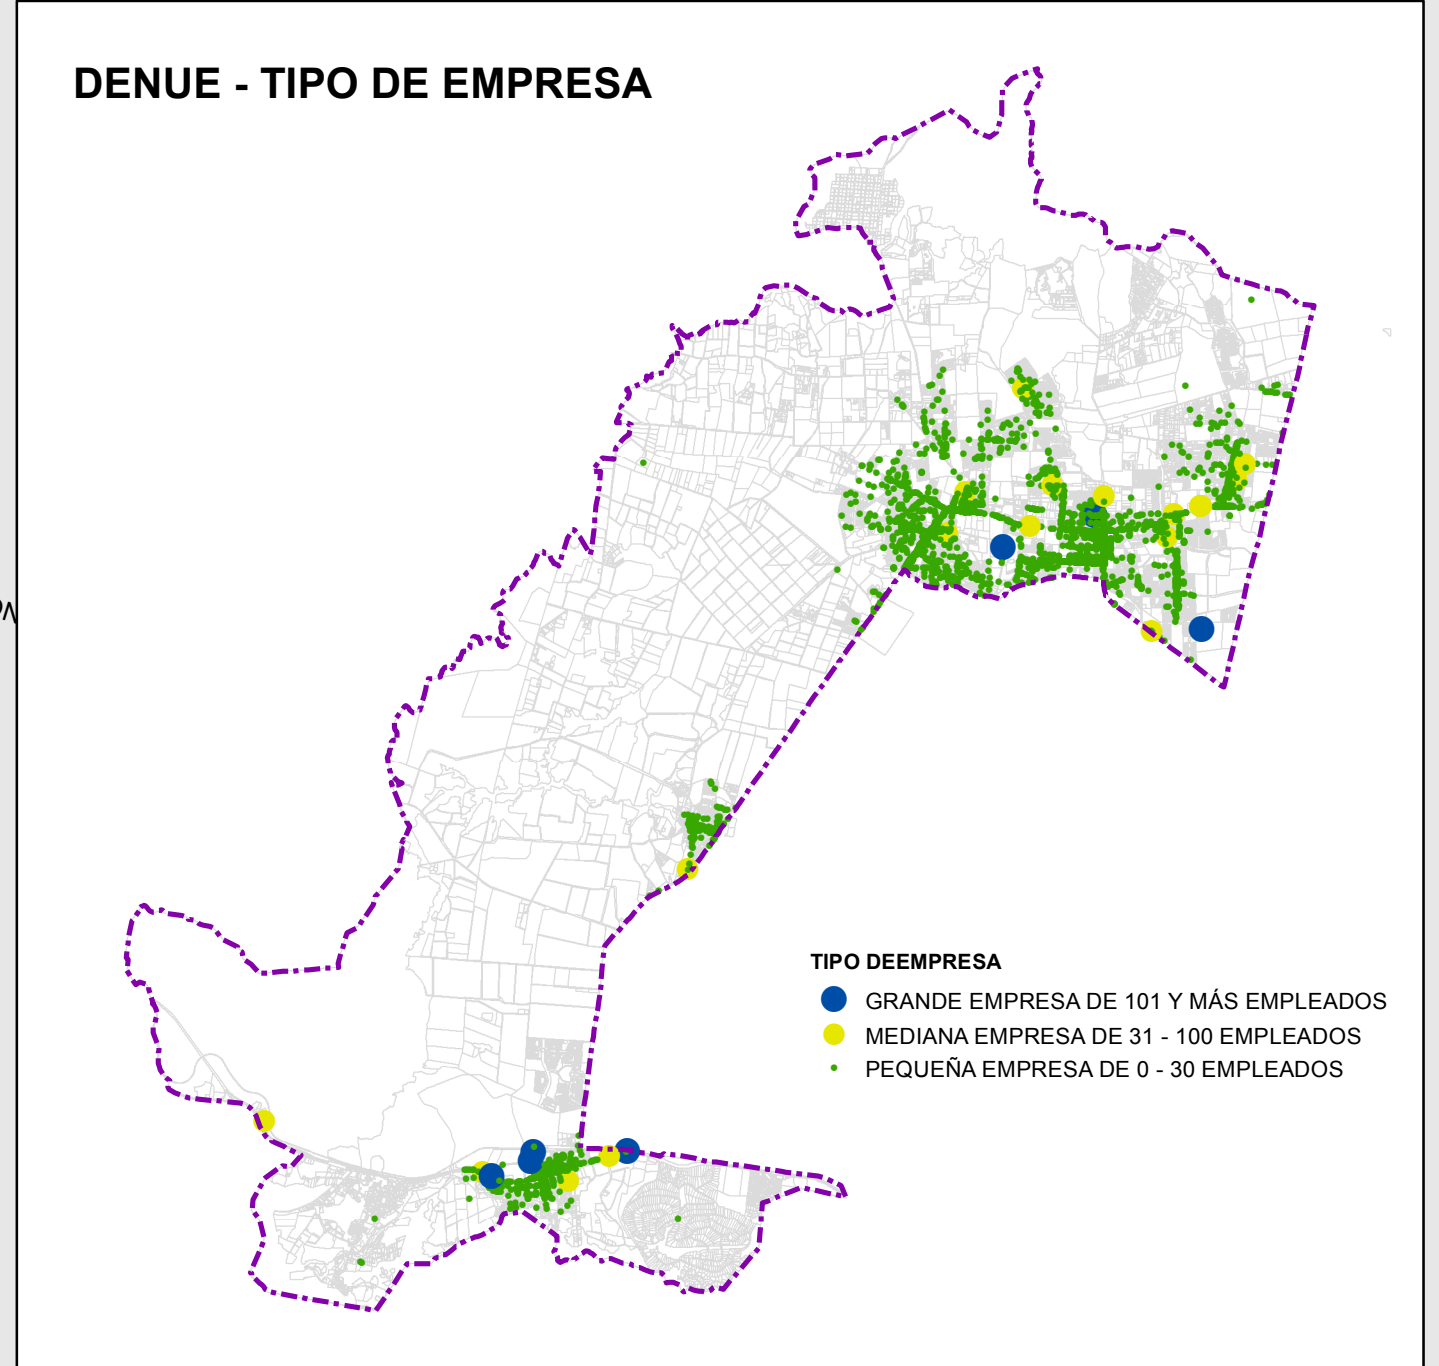 DENUE - TIPO DE EMPRESA
TIPO DEEMPRESA
GRANDE EMPRESA DE 101 Y MÁS EMPLEADOS
MEDIANA EMPRESA DE 31 - 100 EMPLEADOS
PEQUEÑA EMPRESA DE 0 - 30 EMPLEADOS